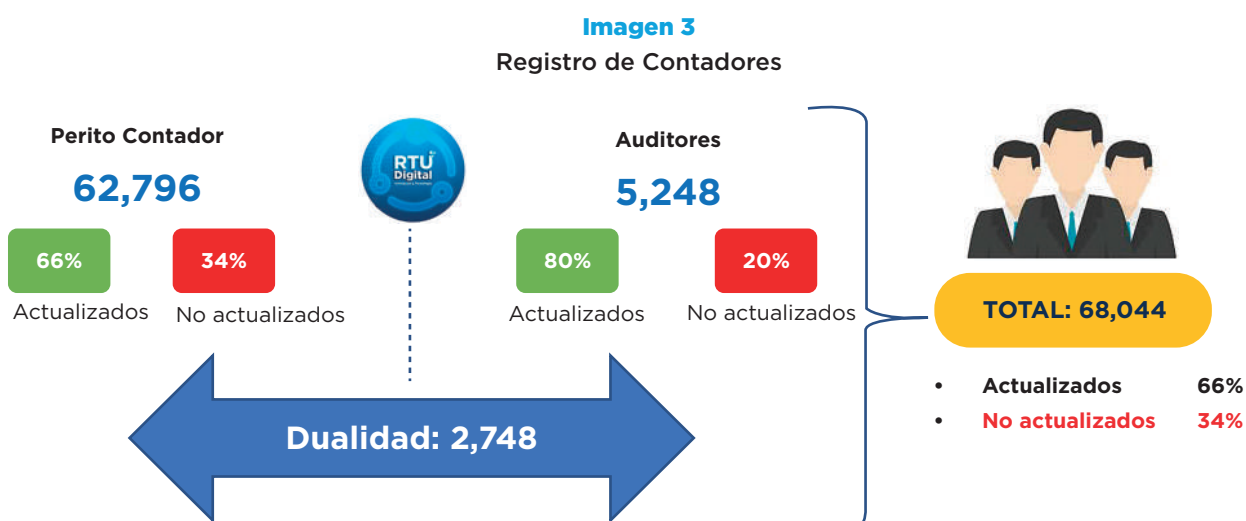 Imagen 3
Registro de Contadores
Perito Contador
62,796
66%
Actualizados
34%
No actualizados
RTU
Digital
Auditores
5,248
80%
Actualizados
20%
No actualizados
Dualidad: 2,748
TOTAL: 68,044
• Actualizados 66%
• No actualizados 34%